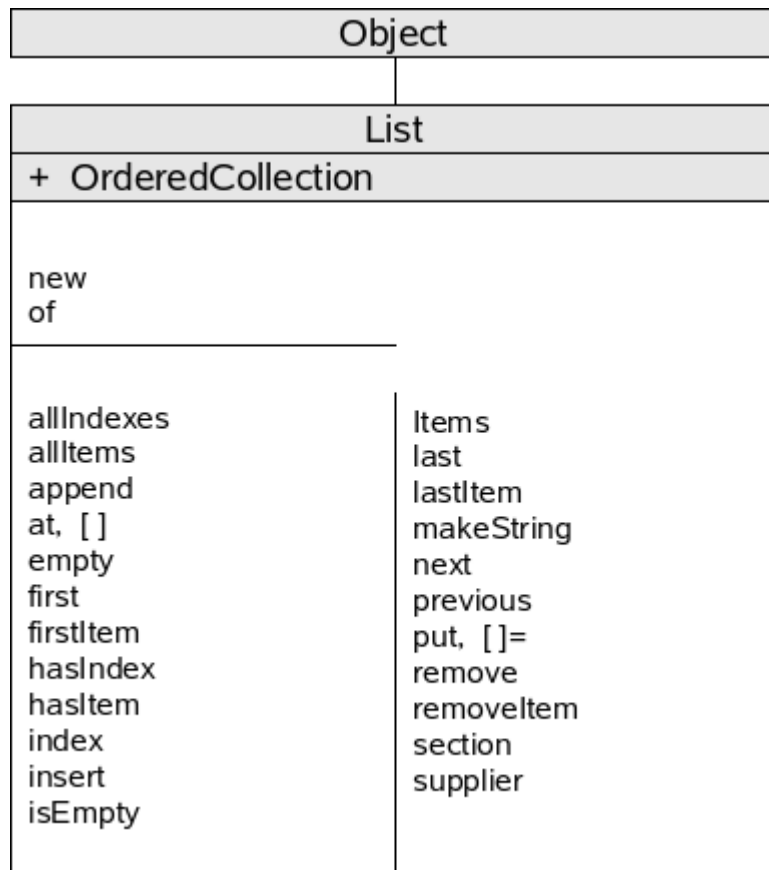 Object
List
+ OrderedCollection
new
of
allIndexes
allItems
append
at, []
empty
first
firstItem
hasIndex
hasItem
index
insert
isEmpty
Items
last
lastItem
makeString
next
previous
put, []=
remove
removeItem
section
supplier